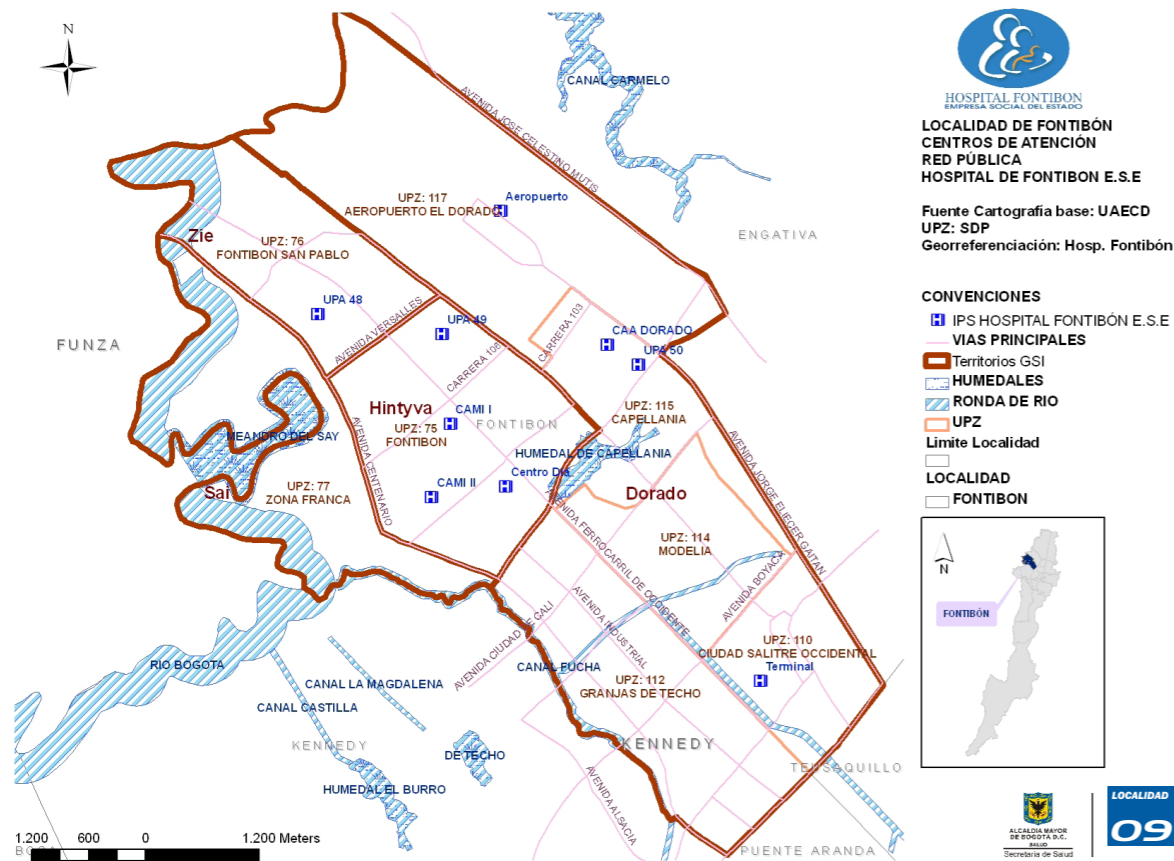 N
CANAL CARMELO
AVENIDA JOSE CELESTINO MUTIS
UPZ: 117
AEROPUERTO EL DORADO
Aeropuerto
ENGATIVA
Zie
UPZ: 76
FONTIBON SAN PABLO
UPA 48
AVENIDA VERSALLES
UPA 49
CARRERA 106
CARRERA 103
CAA DORADO
UPA 50
FUNZA
Hintyva
UPZ: 75
FONTIBON
CAMI I
FONTIBON
UPZ: 115
CAPELLANIA
HUMEDAL DE CAPELLANIA
MEANDRO DEL SAY
AVENIDA CENTENARIO
Sai
UPZ: 77
ZONA FRANCA
CAMI II
Centro Dia
Dorado
AVENIDA JORGE ELIECER GAITAN
AVENIDA FERROCARRIL DE OCCIDENTE
UPZ: 114
MODELIA
AVENIDA BOYACA
AVENIDA INDUSTRIAL
AVENIDA CIUDAD DE CALI
UPZ: 110
CIUDAD SALITRE OCCIDENTAL
Terminal
CANAL FUCHA
UPZ: 112
GRANJAS DE TECHO
RIO BOGOTA
CANAL LA MAGDALENA
CANAL CASTILLA
KENNEDY
KENNEDY
DE TECHO
HUMEDAL EL BURRO
TEUSAQUILLO
AVENIDA ALSACIA
PUENTE ARANDA
1.200 600 0 1.200 Meters
HOSPITAL FONTIBON
EMPRESA SOCIAL DEL ESTADO
LOCALIDAD DE FONTIBÓN
CENTROS DE ATENCIÓN
RED PÚBLICA
HOSPITAL DE FONTIBON E.S.E
Fuente Cartografía base: UAECD
UPZ: SDP
Georreferenciación: Hosp. Fontibón
CONVENCIONES
IPS HOSPITAL FONTIBÓN E.S.E
VIAS PRINCIPALES
Territorios GSI
HUMEDALES
RONDA DE RIO
UPZ
Limite Localidad
LOCALIDAD
FONTIBON
N
FONTIBÓN
ALCALDIA MAYOR
DE BOGOTA D.C.
SALUD
Secretaría de Salud
LOCALIDAD
09